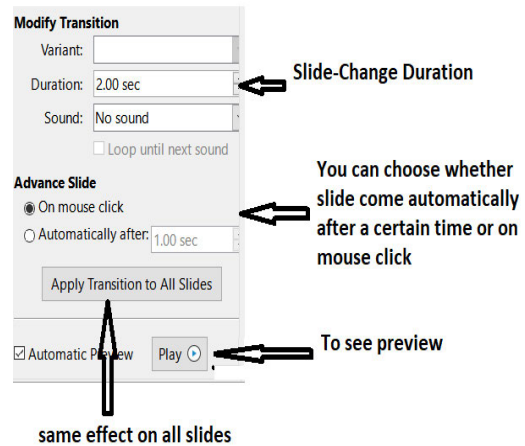 Modify Transition
Variant:
Duration: 2.00 sec
Slide-Change Duration
Sound: No sound
Loop until next sound
Advance Slide
On mouse click
Automatically after: 1.00 sec
You can choose whether
slide come automatically
after a certain time or on
mouse click
Apply Transition to All Slides
Automatic Preview Play
To see preview
same effect on all slides